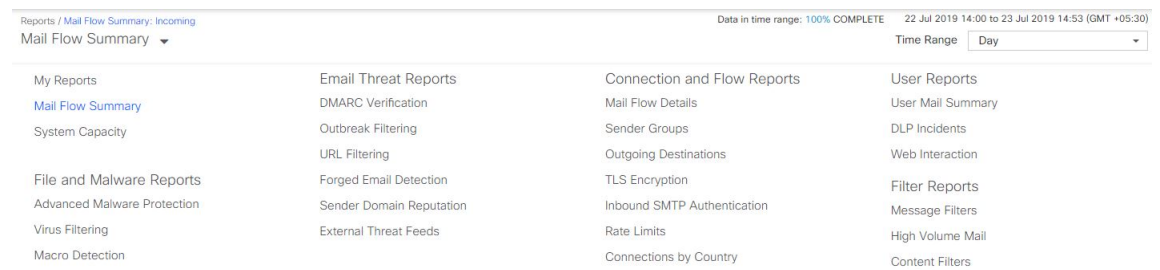 Reports / Mail Flow Summary: Incoming
Data in time range: 100% COMPLETE 22 Jul 2019 14:00 to 23 Jul 2019 14:53 (GMT +05:30)
Mail Flow Summary
Time Range Day
My Reports
Mail Flow Summary
System Capacity
File and Malware Reports
Advanced Malware Protection
Virus Filtering
Macro Detection
Email Threat Reports
DMARC Verification
Outbreak Filtering
URL Filtering
Forged Email Detection
Sender Domain Reputation
External Threat Feeds
Connection and Flow Reports
Mail Flow Details
Sender Groups
Outgoing Destinations
TLS Encryption
Inbound SMTP Authentication
Rate Limits
Connections by Country
User Reports
User Mail Summary
DLP Incidents
Web Interaction
Filter Reports
Message Filters
High Volume Mail
Content Filters